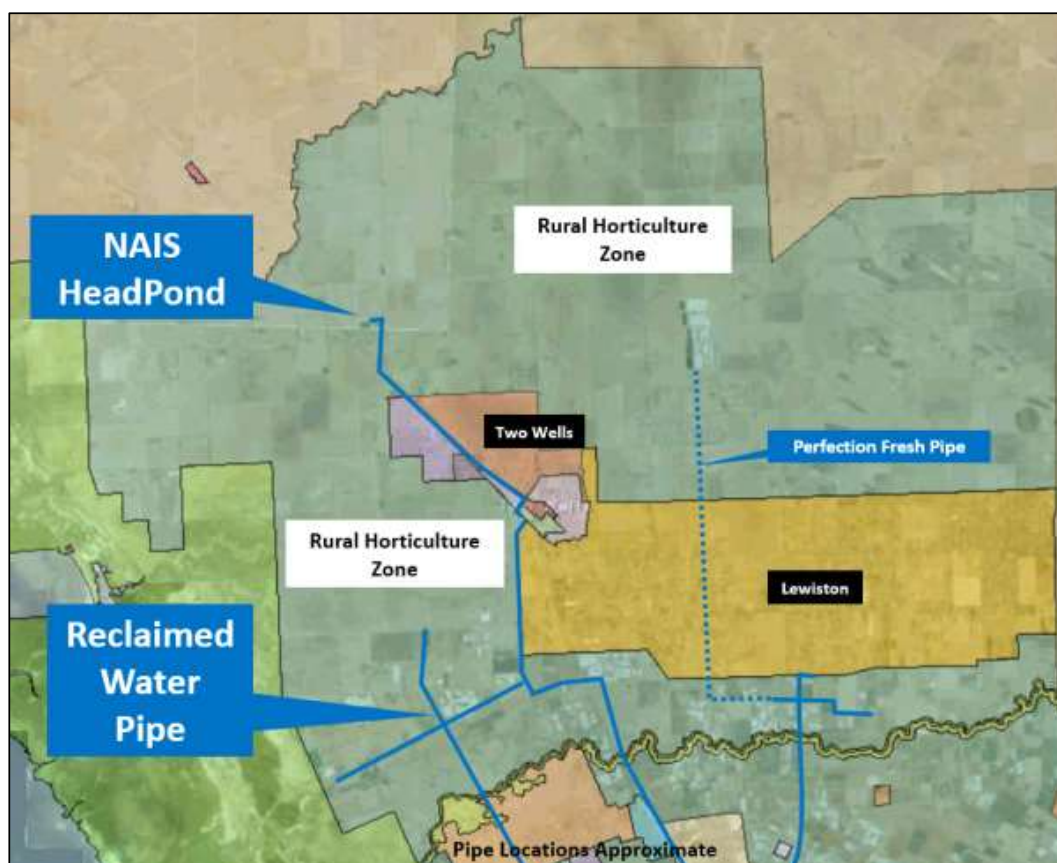 Rural Horticulture
Zone
NAIS
HeadPond
Two Wells
Perfection Fresh Pipe
Rural Horticulture
Zone
Lewiston
Reclaimed
Water
Pipe
Pipe Locations Approximate